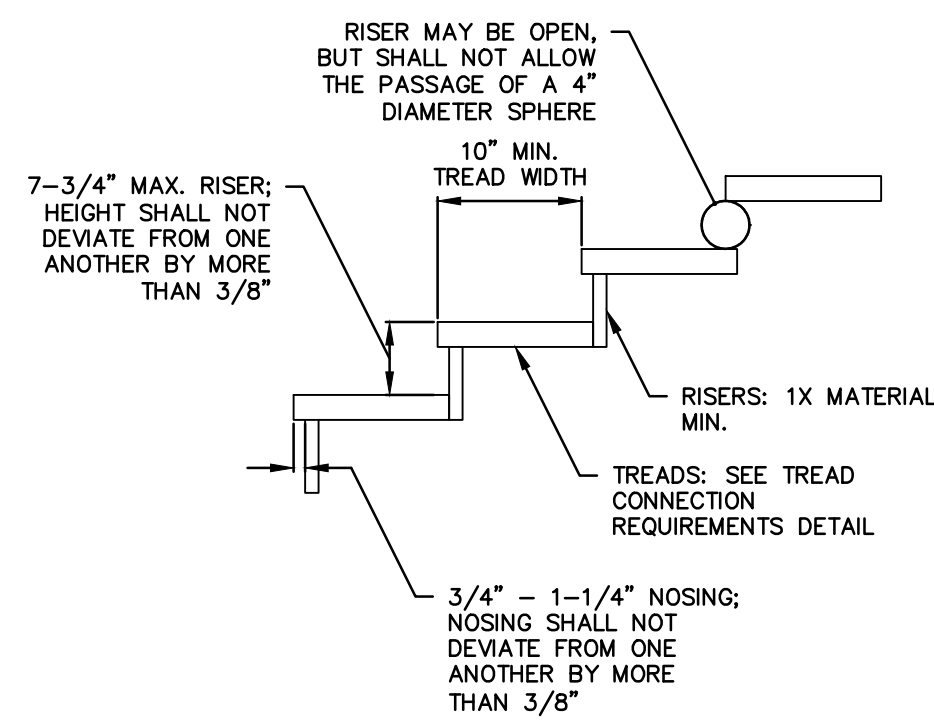 RISER MAY BE OPEN,
BUT SHALL NOT ALLOW
THE PASSAGE OF A 4”
DIAMETER SPHERE
10” MIN.
TREAD WIDTH
7–3/4” MAX. RISER;
HEIGHT SHALL NOT
DEVIATE FROM ONE
ANOTHER BY MORE
THAN 3/8”
RISERS: 1X MATERIAL
MIN.
TREADS: SEE TREAD
CONNECTION
REQUIREMENTS DETAIL
3/4” – 1–1/4” NOSING;
NOSING SHALL NOT
DEVIATE FROM ONE
ANOTHER BY MORE
THAN 3/8”